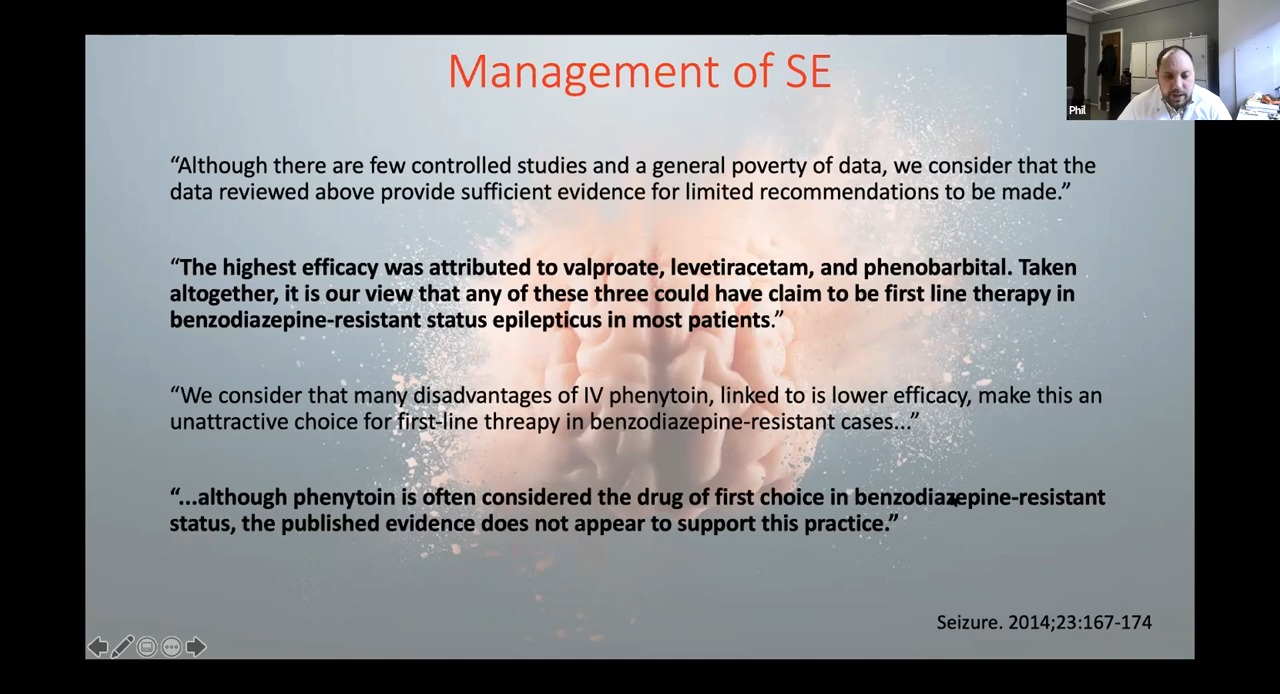 Management of SE
Phil
“Although there are few controlled studies and a general poverty of data, we consider that the
data reviewed above provide sufficient evidence for limited recommendations to be made.”
“The highest efficacy was attributed to valproate, levetiracetam, and phenobarbital. Taken
altogether, it is our view that any of these three could have claim to be first line therapy in
benzodiazepine-resistant status epilepticus in most patients.”
“We consider that many disadvantages of IV phenytoin, linked to is lower efficacy, make this an
unattractive choice for first-line threapy in benzodiazepine-resistant cases...”
“...although phenytoin is often considered the drug of first choice in benzodiazepine-resistant
status, the published evidence does not appear to support this practice.”
Seizure. 2014;23:167-174